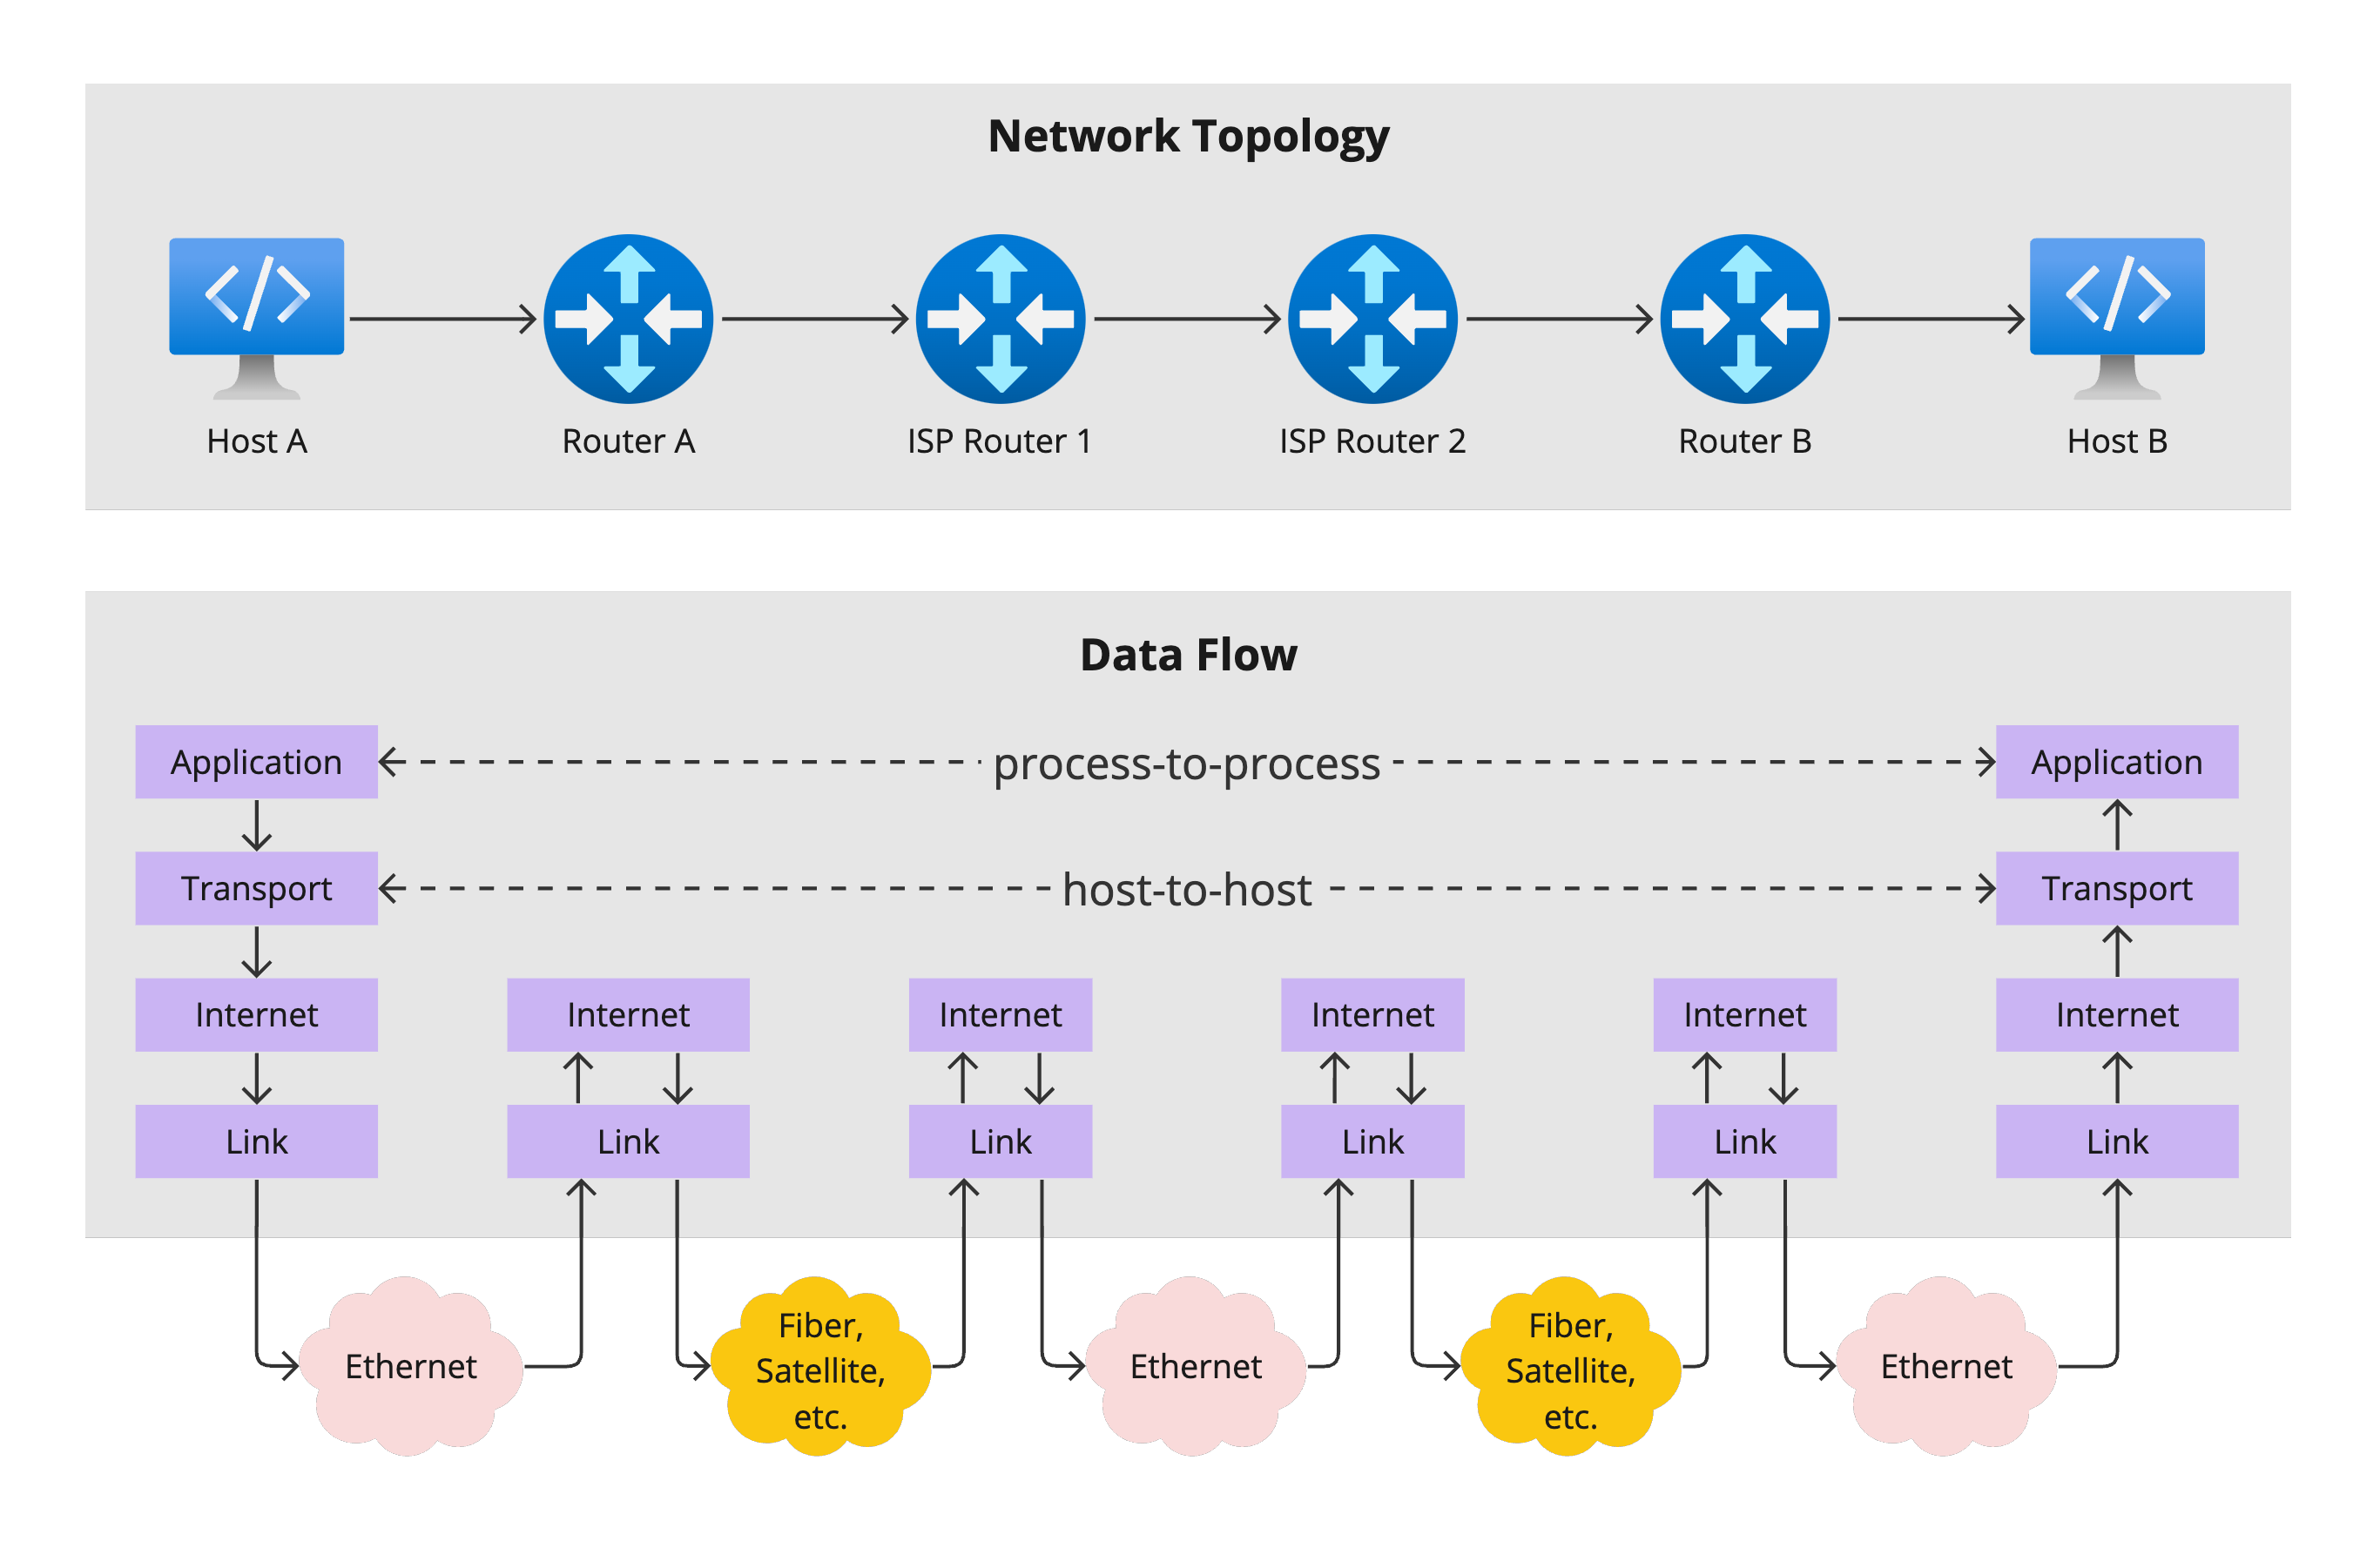 Network Topology
Host A
Router A
ISP Router 1
ISP Router 2
Router B
Host B
Data Flow
Application
process-to-process
Application
Transport
host-to-host
Transport
Internet
Internet
Internet
Internet
Internet
Internet
Link
Link
Link
Link
Link
Link
Ethernet
Fiber,
Satellite,
etc.
Ethernet
Fiber,
Satellite,
etc.
Ethernet